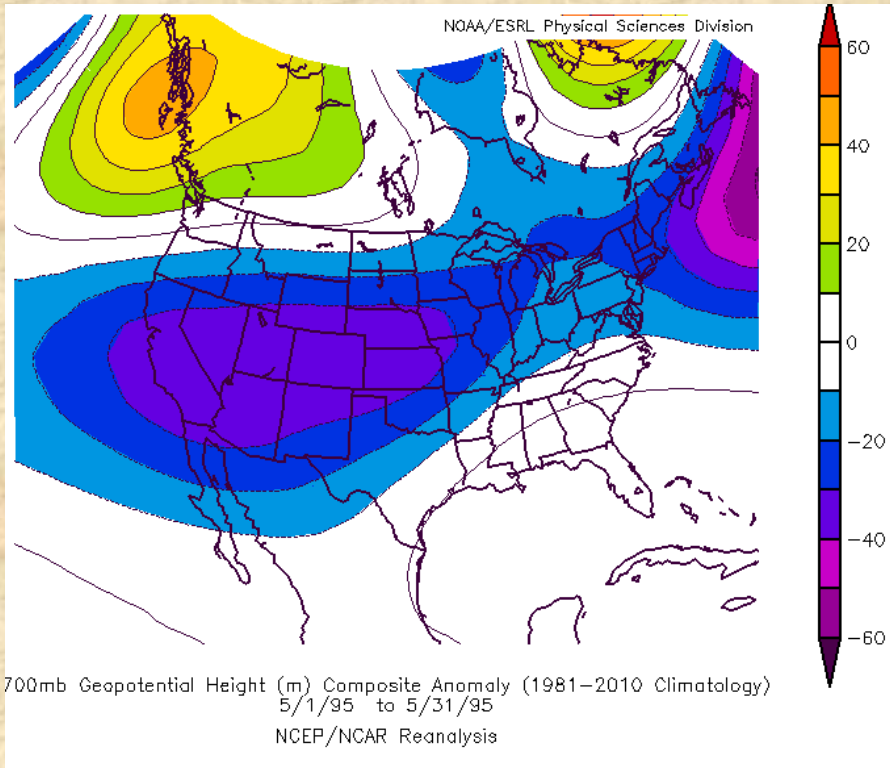 NOAA/ESRL Physical Sciences Division
60
40
20
0
−20
−40
−60
700mb Geopotential Height (m) Composite Anomaly (1981−2010 Climatology)
5/1/95 to 5/31/95
NCEP/NCAR Reanalysis